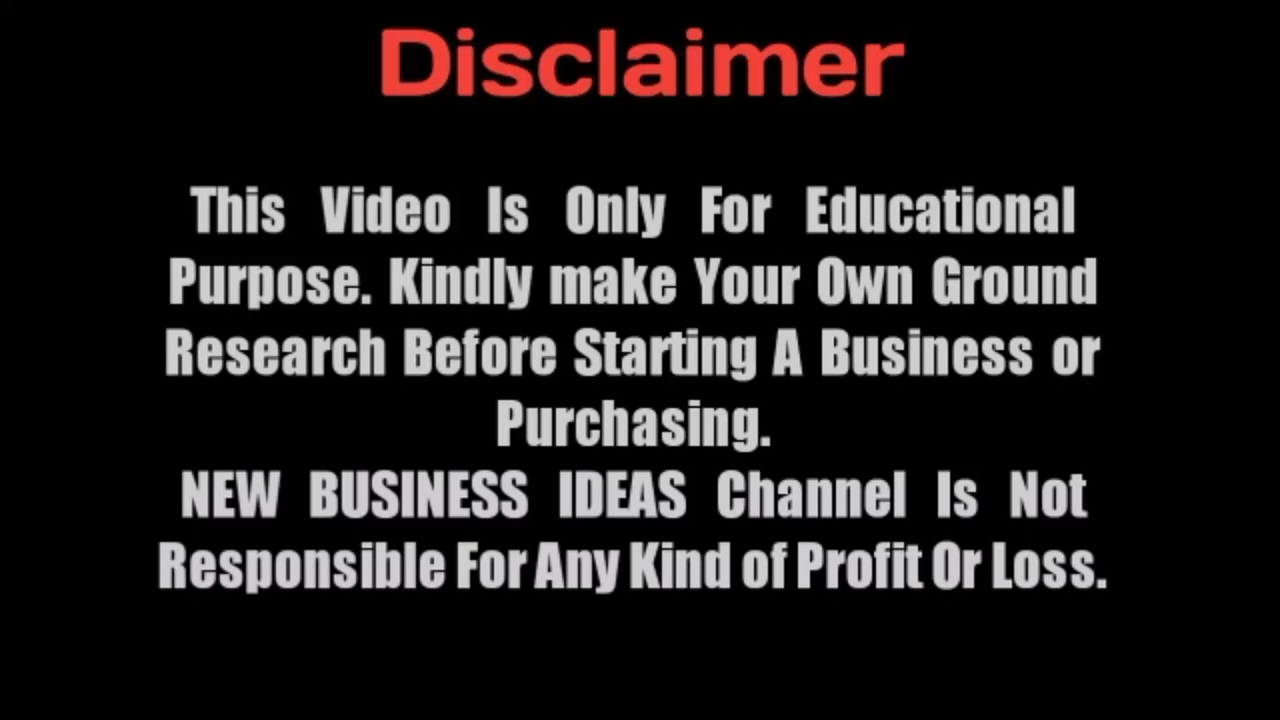 Disclaimer
This Video Is Only For Educational
Purpose. Kindly make Your Own Ground
Research Before Starting A Business or
Purchasing.
NEW BUSINESS IDEAS Channel Is Not
Responsible For Any Kind of Profit Or Loss.